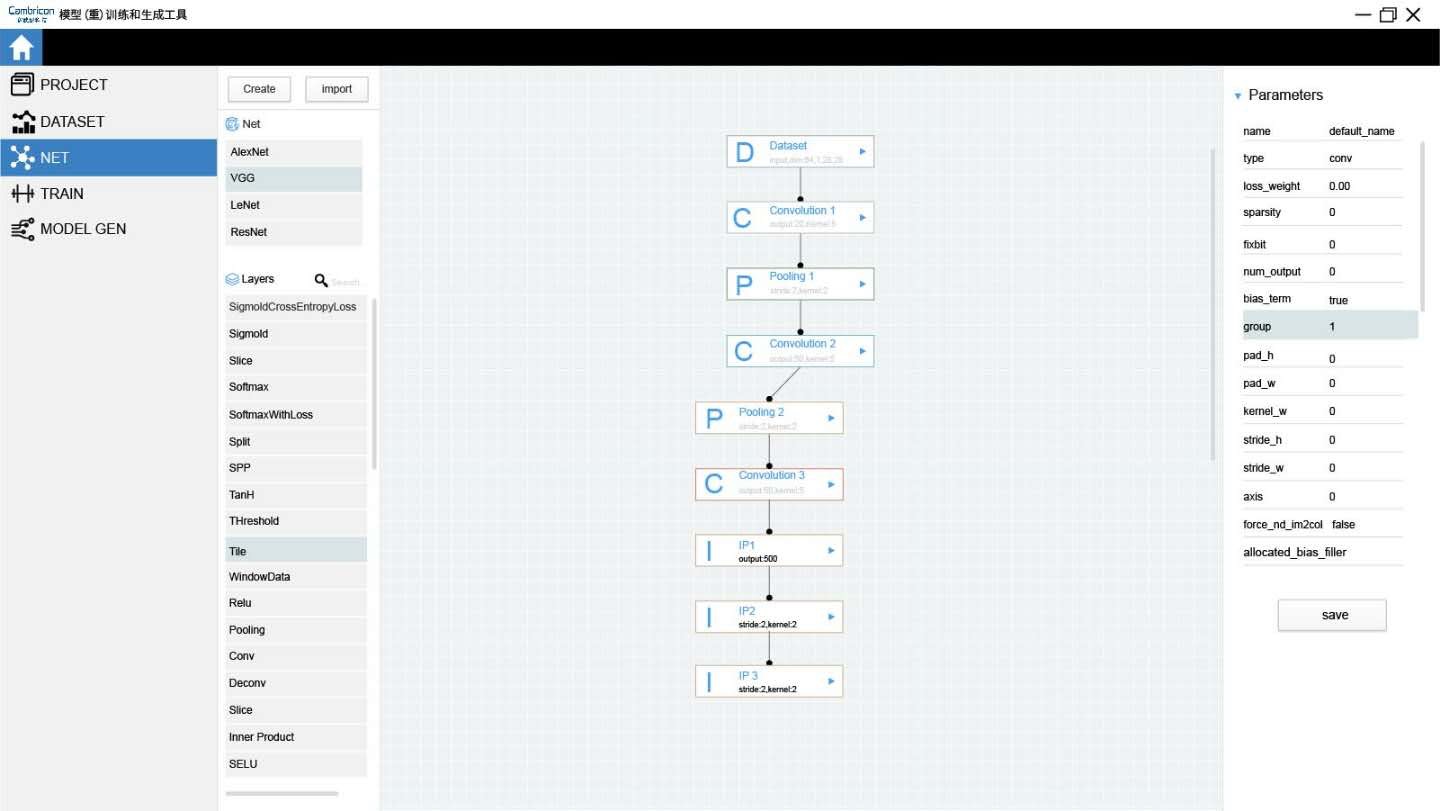 Cambricon 模型 (重) 训练和生成工具
PROJECT
DATASET
NET
TRAIN
MODEL GEN
Create
import
Net
AlexNet
VGG
LeNet
ResNet
Layers
Search
SigmoldCrossEntropyLoss
Sigmold
Slice
Softmax
SoftmaxWithLoss
Split
SPP
TanH
THreshold
Tile
WindowData
Relu
Pooling
Conv
Deconv
Slice
Inner Product
SELU
D Dataset
input,dim:64,1,28,28
C Convolution 1
output:20,kernel:5
P Pooling 1
stride:2,kernel:2
C Convolution 2
output:50,kernel:5
P Pooling 2
stride:2,kernel:2
C Convolution 3
output:50,kernel:5
I IP1
output:500
I IP2
stride:2,kernel:2
I IP 3
stride:2,kernel:2
Parameters
name default_name
type conv
loss_weight 0.00
sparsity 0
fixbit 0
num_output 0
bias_term true
group 1
pad_h 0
pad_w 0
kernel_w 0
stride_h 0
stride_w 0
axis 0
force_nd_im2col false
allocated_bias_filler
save